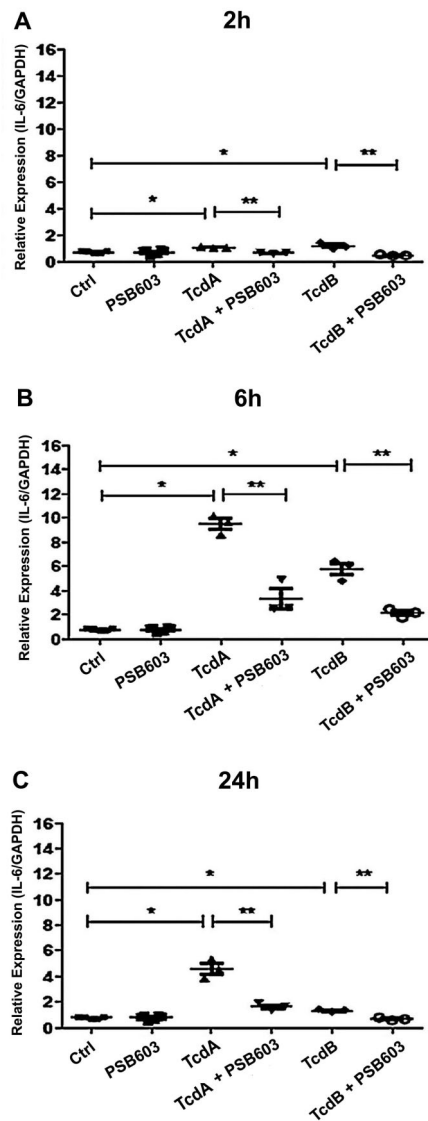 A
2h
Relative Expression (IL-6/GAPDH)
16
14
12
10
8
6
4
2
0
*
**
*
**
Ctrl
PSB603
TcdA
TcdA + PSB603
TcdB
TcdB + PSB603
B
6h
Relative Expression (IL-6/GAPDH)
16
14
12
10
8
6
4
2
0
*
**
*
**
Ctrl
PSB603
TcdA
TcdA + PSB603
TcdB
TcdB + PSB603
C
24h
Relative Expression (IL-6/GAPDH)
16
14
12
10
8
6
4
2
0
*
**
*
**
Ctrl
PSB603
TcdA
TcdA + PSB603
TcdB
TcdB + PSB603